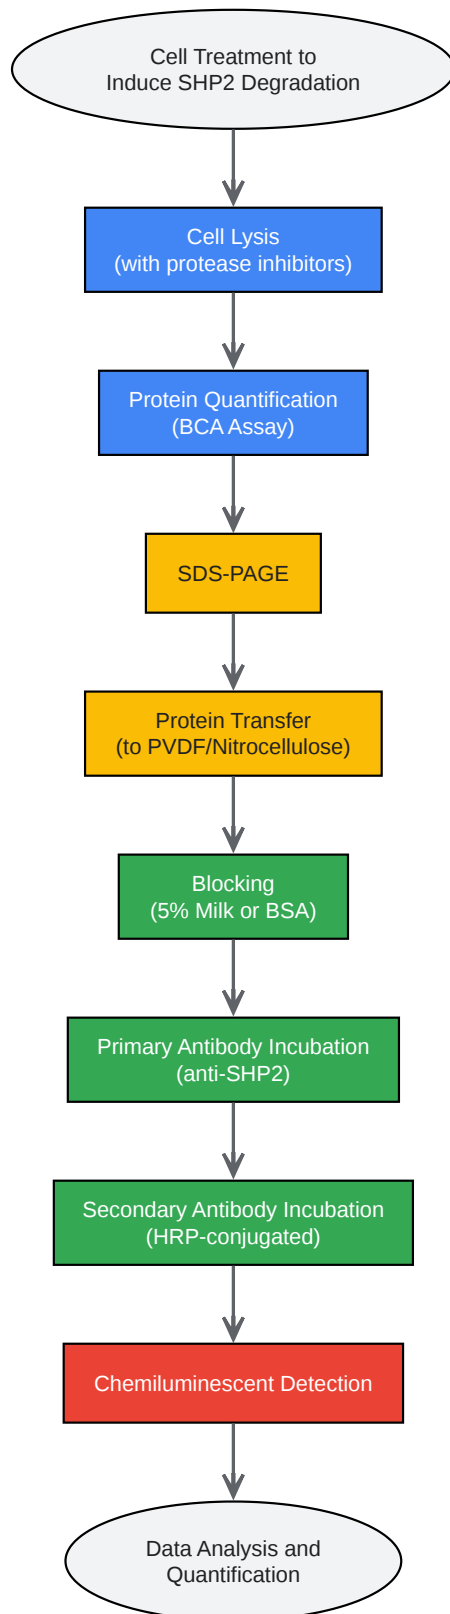 Cell Treatment to
Induce SHP2 Degradation
Cell Lysis
(with protease inhibitors)
Protein Quantification
(BCA Assay)
SDS-PAGE
Protein Transfer
(to PVDF/Nitrocellulose)
Blocking
(5% Milk or BSA)
Primary Antibody Incubation
(anti-SHP2)
Secondary Antibody Incubation
(HRP-conjugated)
Chemiluminescent Detection
Data Analysis and
Quantification